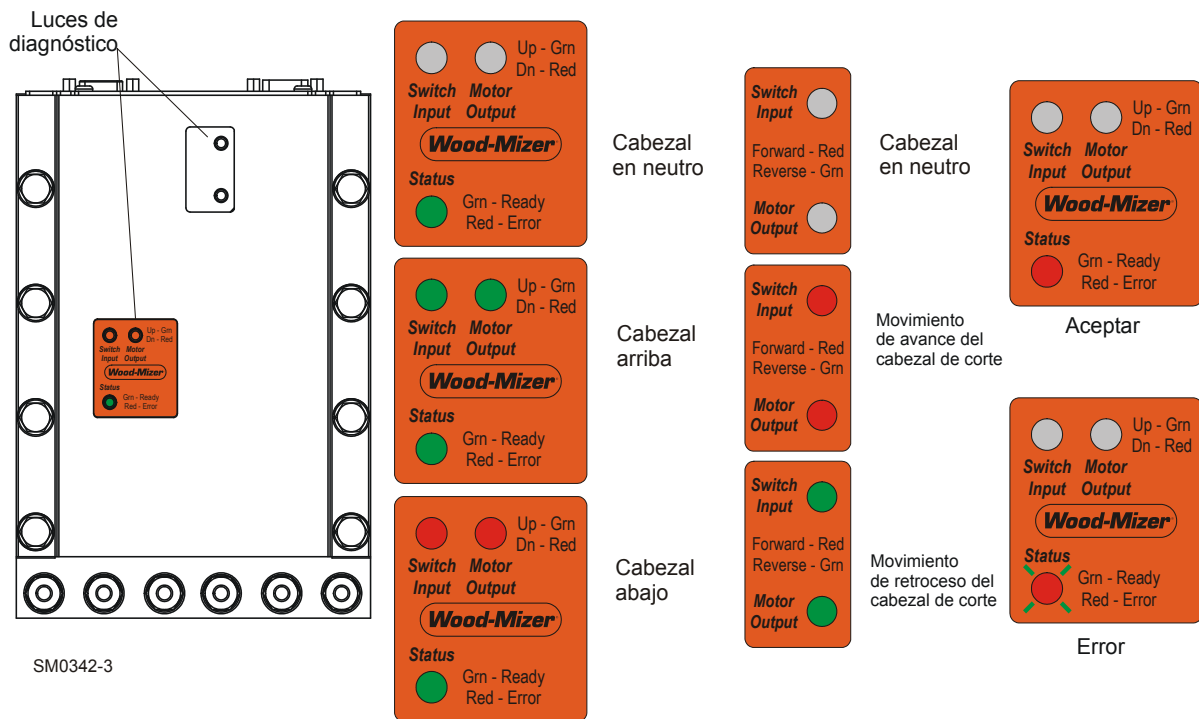 Luces de
diagnóstico
Up - Grn
Dn - Red
Switch Motor
Input Output
Wood-Mizer
Status
Grn - Ready
Red - Error
SM0342-3
Up - Grn
Dn - Red
Switch Motor
Input Output
Wood-Mizer
Status
Grn - Ready
Red - Error
Cabezal
en neutro
Up - Grn
Dn - Red
Switch Motor
Input Output
Wood-Mizer
Status
Grn - Ready
Red - Error
Cabezal
arriba
Up - Grn
Dn - Red
Switch Motor
Input Output
Wood-Mizer
Status
Grn - Ready
Red - Error
Cabezal
abajo
Switch
Input
Forward - Red
Reverse - Grn
Motor
Output
Cabezal
en neutro
Switch
Input
Forward - Red
Reverse - Grn
Motor
Output
Movimiento
de avance del
cabezal de corte
Switch
Input
Forward - Red
Reverse - Grn
Motor
Output
Movimiento
de retroceso del
cabezal de corte
Up - Grn
Dn - Red
Switch Motor
Input Output
Wood-Mizer
Status
Grn - Ready
Red - Error
Aceptar
Up - Grn
Dn - Red
Switch Motor
Input Output
Wood-Mizer
Status
Grn - Ready
Red - Error
Error